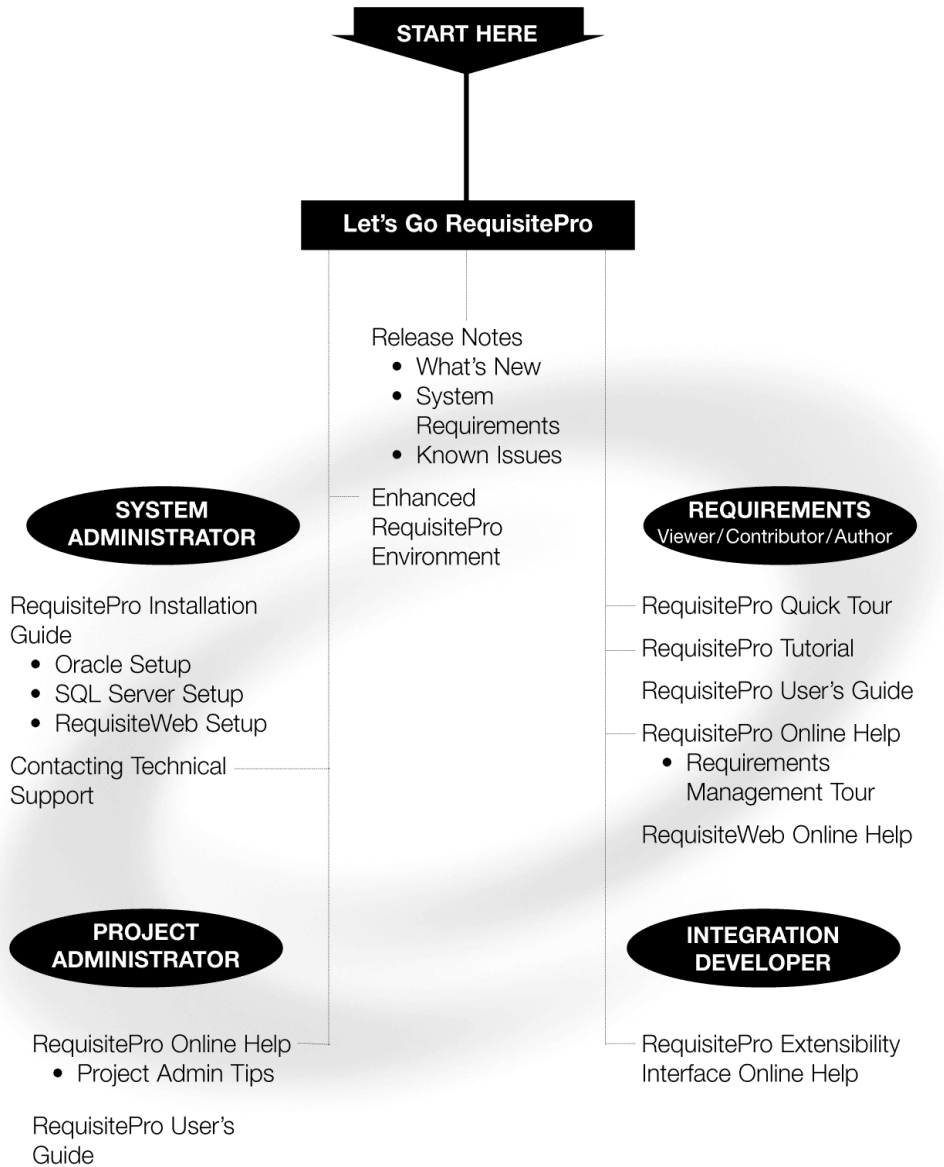 START HERE
Let's Go RequisitePro
Release Notes
• What's New
• System
Requirements
• Known Issues
Enhanced
RequisitePro
Environment
SYSTEM
ADMINISTRATOR
RequisitePro Installation
Guide
• Oracle Setup
• SQL Server Setup
• RequisiteWeb Setup
Contacting Technical
Support
REQUIREMENTS
Viewer/Contributor/Author
RequisitePro Quick Tour
RequisitePro Tutorial
RequisitePro User's Guide
RequisitePro Online Help
• Requirements
Management Tour
RequisiteWeb Online Help
PROJECT
ADMINISTRATOR
RequisitePro Online Help
• Project Admin Tips
RequisitePro User's
Guide
INTEGRATION
DEVELOPER
RequisitePro Extensibility
Interface Online Help